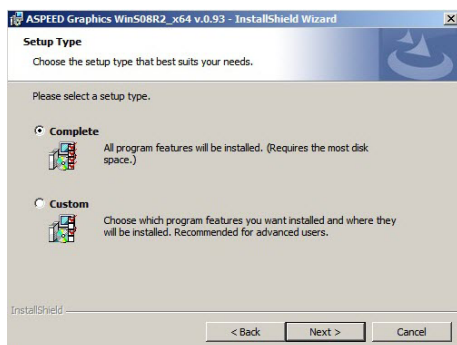 ASPEED Graphics WinS08R2_x64 v.0.93 - InstallShield Wizard
Setup Type
Choose the setup type that best suits your needs.
Please select a setup type.
Complete
All program features will be installed. (Requires the most disk
space.)
Custom
Choose which program features you want installed and where they
will be installed. Recommended for advanced users.
InstallShield
< Back
Next >
Cancel